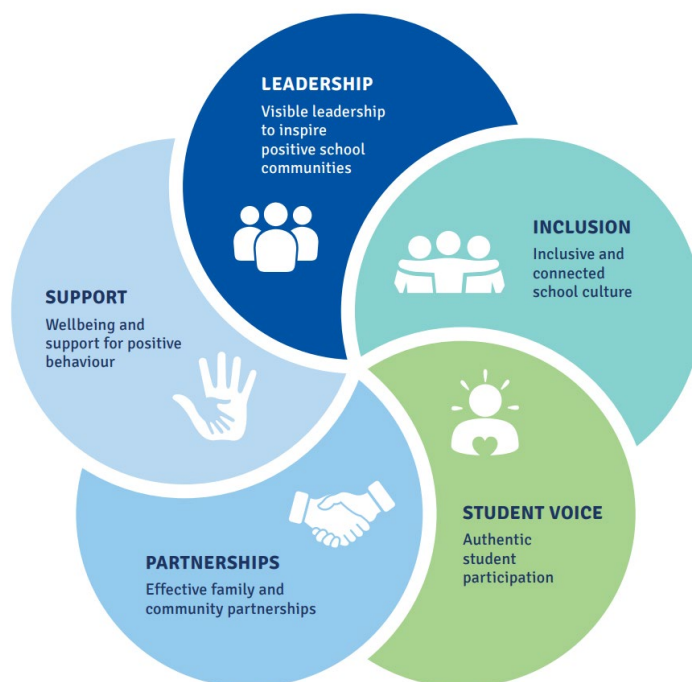 LEADERSHIP
Visible leadership
to inspire
positive school
communities
INCLUSION
Inclusive and
connected
school culture
STUDENT VOICE
Authentic
student
participation
PARTNERSHIPS
Effective family and
community partnerships
SUPPORT
Wellbeing and
support for positive
behaviour